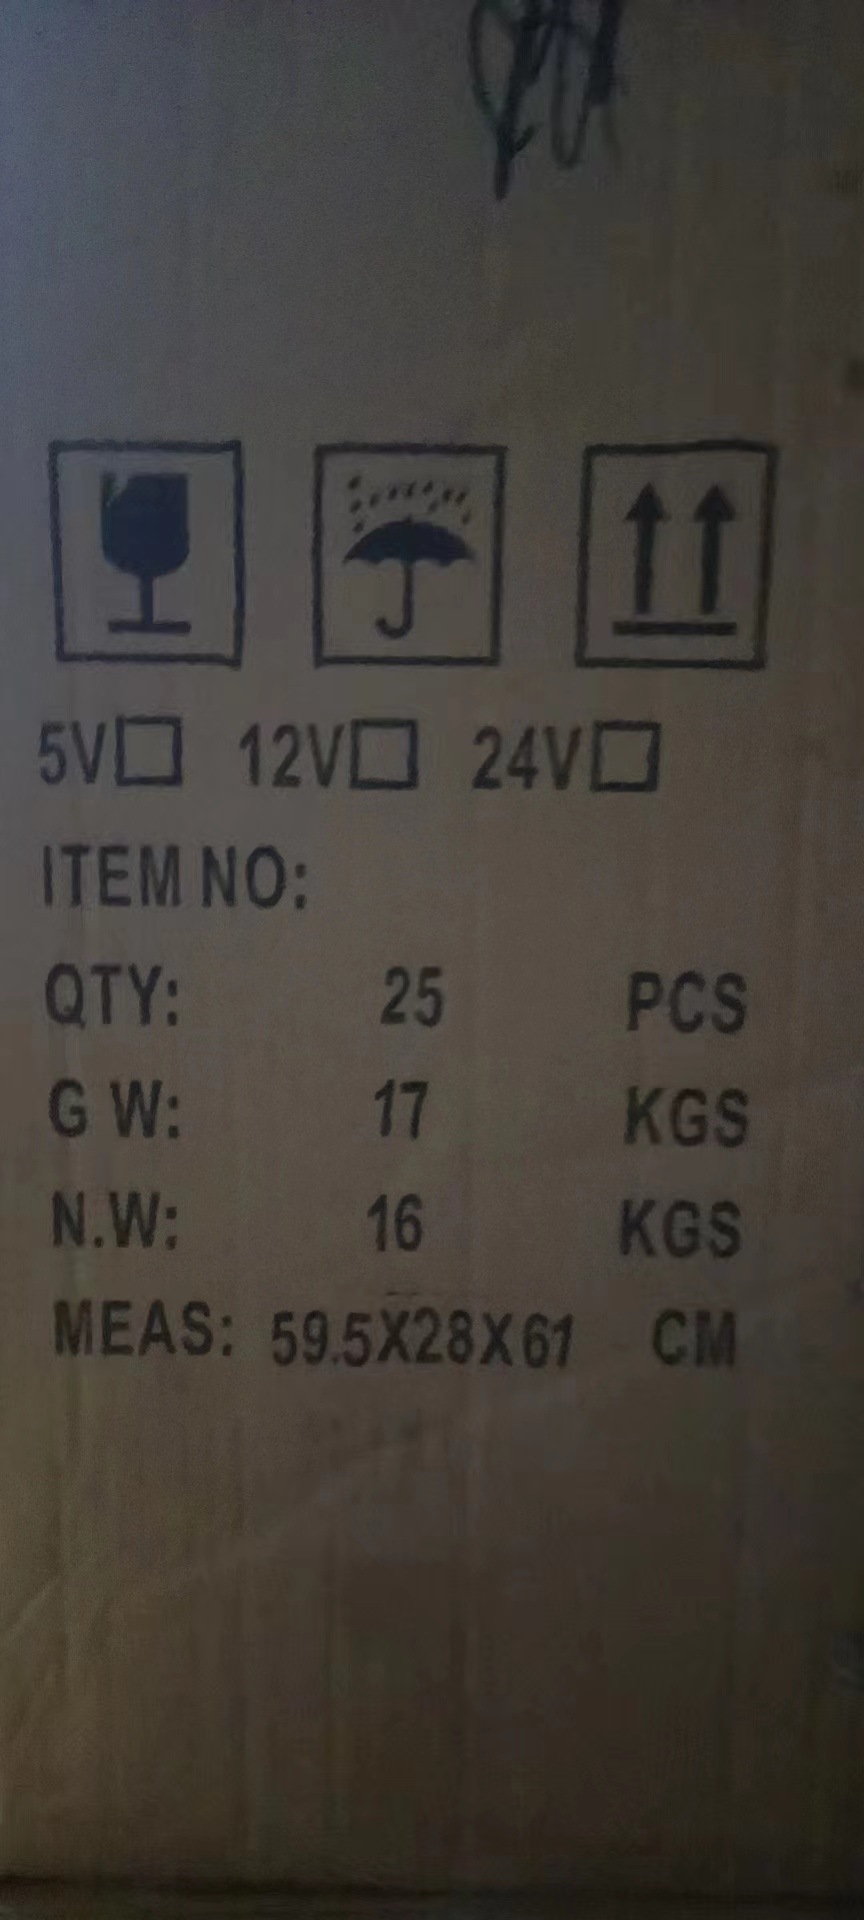 5V□ 12V□ 24V□
ITEM NO:
QTY: 25 PCS
G W: 17 KGS
N.W: 16 KGS
MEAS: 59.5X28X61 CM